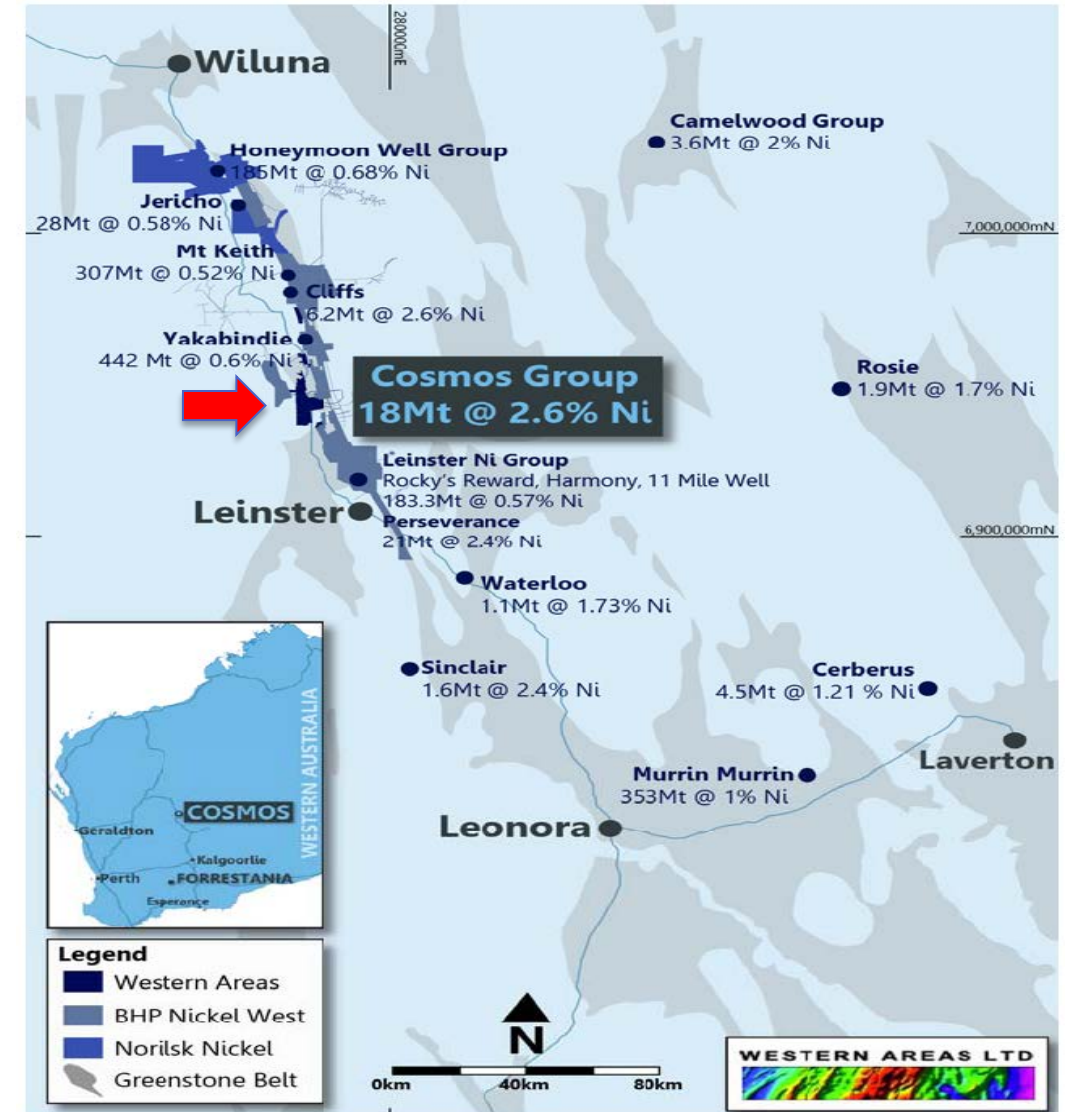 280000mE
Wiluna
Camelwood Group
3.6Mt @ 2% Ni
Honeymoon Well Group
185Mt @ 0.68% Ni
Jericho
28Mt @ 0.58% Ni
7,000,000mN
Mt Keith
307Mt @ 0.52% Ni
Cliffs
6.2Mt @ 2.6% Ni
Yakabindie
442 Mt @ 0.6% Ni
Rosie
1.9Mt @ 1.7% Ni
Cosmos Group
18Mt @ 2.6% Ni
Leinster Ni Group
Rocky's Reward, Harmony, 11 Mile Well
183.3Mt @ 0.57% Ni
Leinster
Perseverance
21Mt @ 2.4% Ni
6,900,000mN
Waterloo
1.1Mt @ 1.73% Ni
Sinclair
1.6Mt @ 2.4% Ni
Cerberus
4.5Mt @ 1.21 % Ni
Laverton
Murrin Murrin
353Mt @ 1% Ni
Leonora
WESTERN AUSTRALIA
COSMOS
Geraldton
Kalgoorlie
Perth
FORRESTANIA
Esperance
Legend
Western Areas
BHP Nickel West
Norilsk Nickel
Greenstone Belt
N
0km 40km 80km
WESTERN AREAS LTD